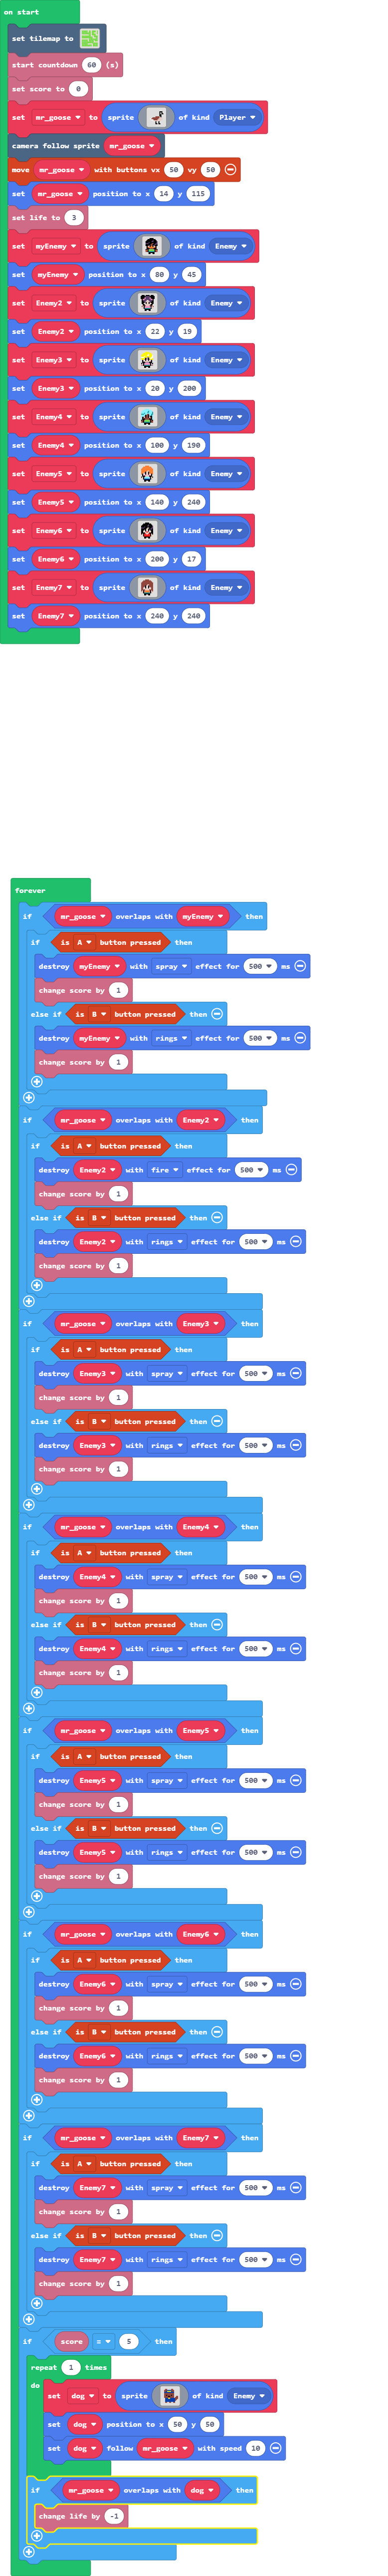 on start
set tilemap to
start countdown 60 (s)
set score to 0
set mr_goose to sprite of kind Player
camera follow sprite mr_goose
move mr_goose with buttons vx 50 vy 50
set mr_goose position to x 14 y 115
set life to 3
set myEnemy to sprite of kind Enemy
set myEnemy position to x 80 y 45
set Enemy2 to sprite of kind Enemy
set Enemy2 position to x 22 y 19
set Enemy3 to sprite of kind Enemy
set Enemy3 position to x 20 y 200
set Enemy4 to sprite of kind Enemy
set Enemy4 position to x 100 y 190
set Enemy5 to sprite of kind Enemy
set Enemy5 position to x 140 y 240
set Enemy6 to sprite of kind Enemy
set Enemy6 position to x 200 y 17
set Enemy7 to sprite of kind Enemy
set Enemy7 position to x 240 y 240
forever
if mr_goose overlaps with myEnemy then
if is A button pressed then
destroy myEnemy with spray effect for 500 ms
change score by 1
else if is B button pressed then
destroy myEnemy with rings effect for 500 ms
change score by 1
if mr_goose overlaps with Enemy2 then
if is A button pressed then
destroy Enemy2 with fire effect for 500 ms
change score by 1
else if is B button pressed then
destroy Enemy2 with rings effect for 500 ms
change score by 1
if mr_goose overlaps with Enemy3 then
if is A button pressed then
destroy Enemy3 with spray effect for 500 ms
change score by 1
else if is B button pressed then
destroy Enemy3 with rings effect for 500 ms
change score by 1
if mr_goose overlaps with Enemy4 then
if is A button pressed then
destroy Enemy4 with spray effect for 500 ms
change score by 1
else if is B button pressed then
destroy Enemy4 with rings effect for 500 ms
change score by 1
if mr_goose overlaps with Enemy5 then
if is A button pressed then
destroy Enemy5 with spray effect for 500 ms
change score by 1
else if is B button pressed then
destroy Enemy5 with rings effect for 500 ms
change score by 1
if mr_goose overlaps with Enemy6 then
if is A button pressed then
destroy Enemy6 with spray effect for 500 ms
change score by 1
else if is B button pressed then
destroy Enemy6 with rings effect for 500 ms
change score by 1
if mr_goose overlaps with Enemy7 then
if is A button pressed then
destroy Enemy7 with spray effect for 500 ms
change score by 1
else if is B button pressed then
destroy Enemy7 with rings effect for 500 ms
change score by 1
if score = 5 then
repeat 1 times
do
set dog to sprite of kind Enemy
set dog position to x 50 y 50
set dog follow mr_goose with speed 10
if mr_goose overlaps with dog then
change life by -1